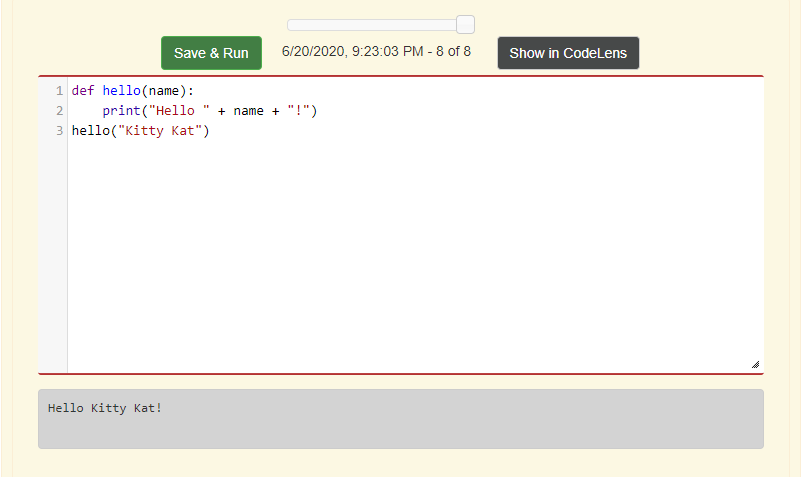 Save & Run 6/20/2020, 9:23:03 PM - 8 of 8 Show in CodeLens
1 def hello(name):
2     print("Hello " + name + "!")
3 hello("Kitty Kat")
Hello Kitty Kat!